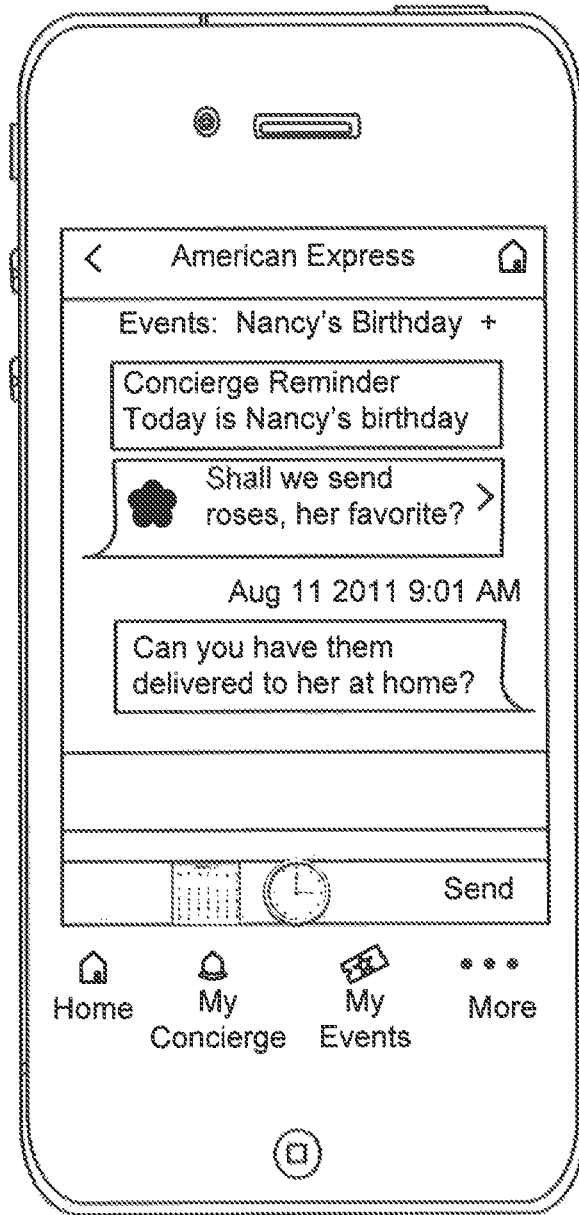 American Express
Events: Nancy's Birthday +
Concierge Reminder
Today is Nancy's birthday
Shall we send
roses, her favorite?
Aug 11 2011 9:01 AM
Can you have them
delivered to her at home?
Send
Home
My
Concierge
My
Events
More